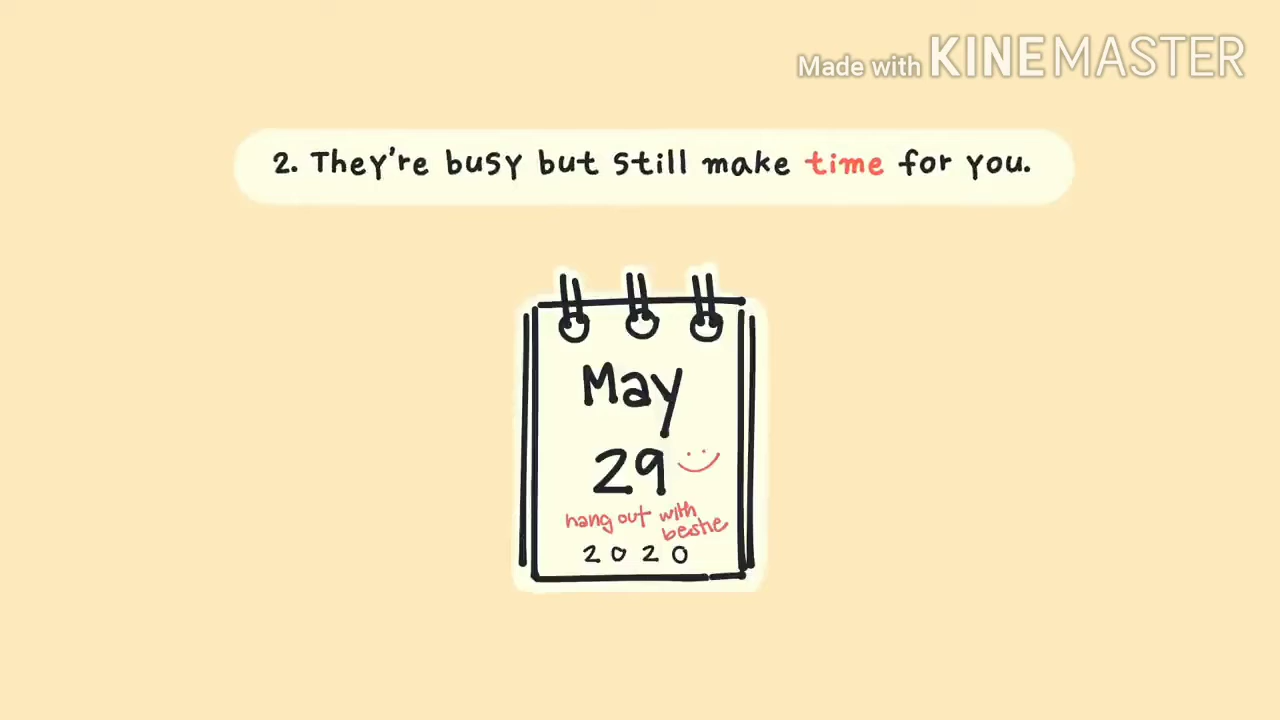 Made with KINEMASTER
2. They're busy but still make time for you.
May
29
hang out with
bestie
2020